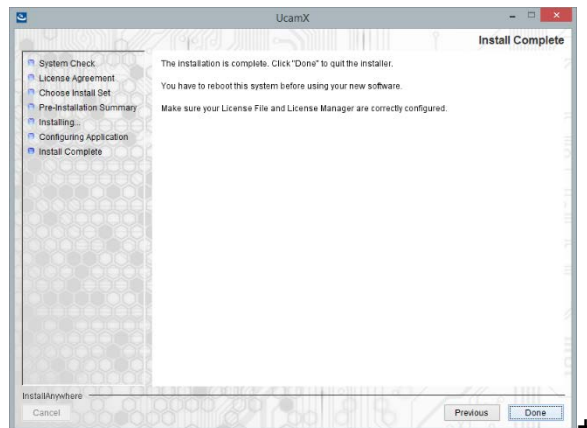 UcamX
Install Complete
System Check
License Agreement
Choose Install Set
Pre-Installation Summary
Installing...
Configuring Application
Install Complete
The installation is complete. Click "Done" to quit the installer.
You have to reboot this system before using your new software.
Make sure your License File and License Manager are correctly configured.
InstallAnywhere
Cancel
Previous
Done